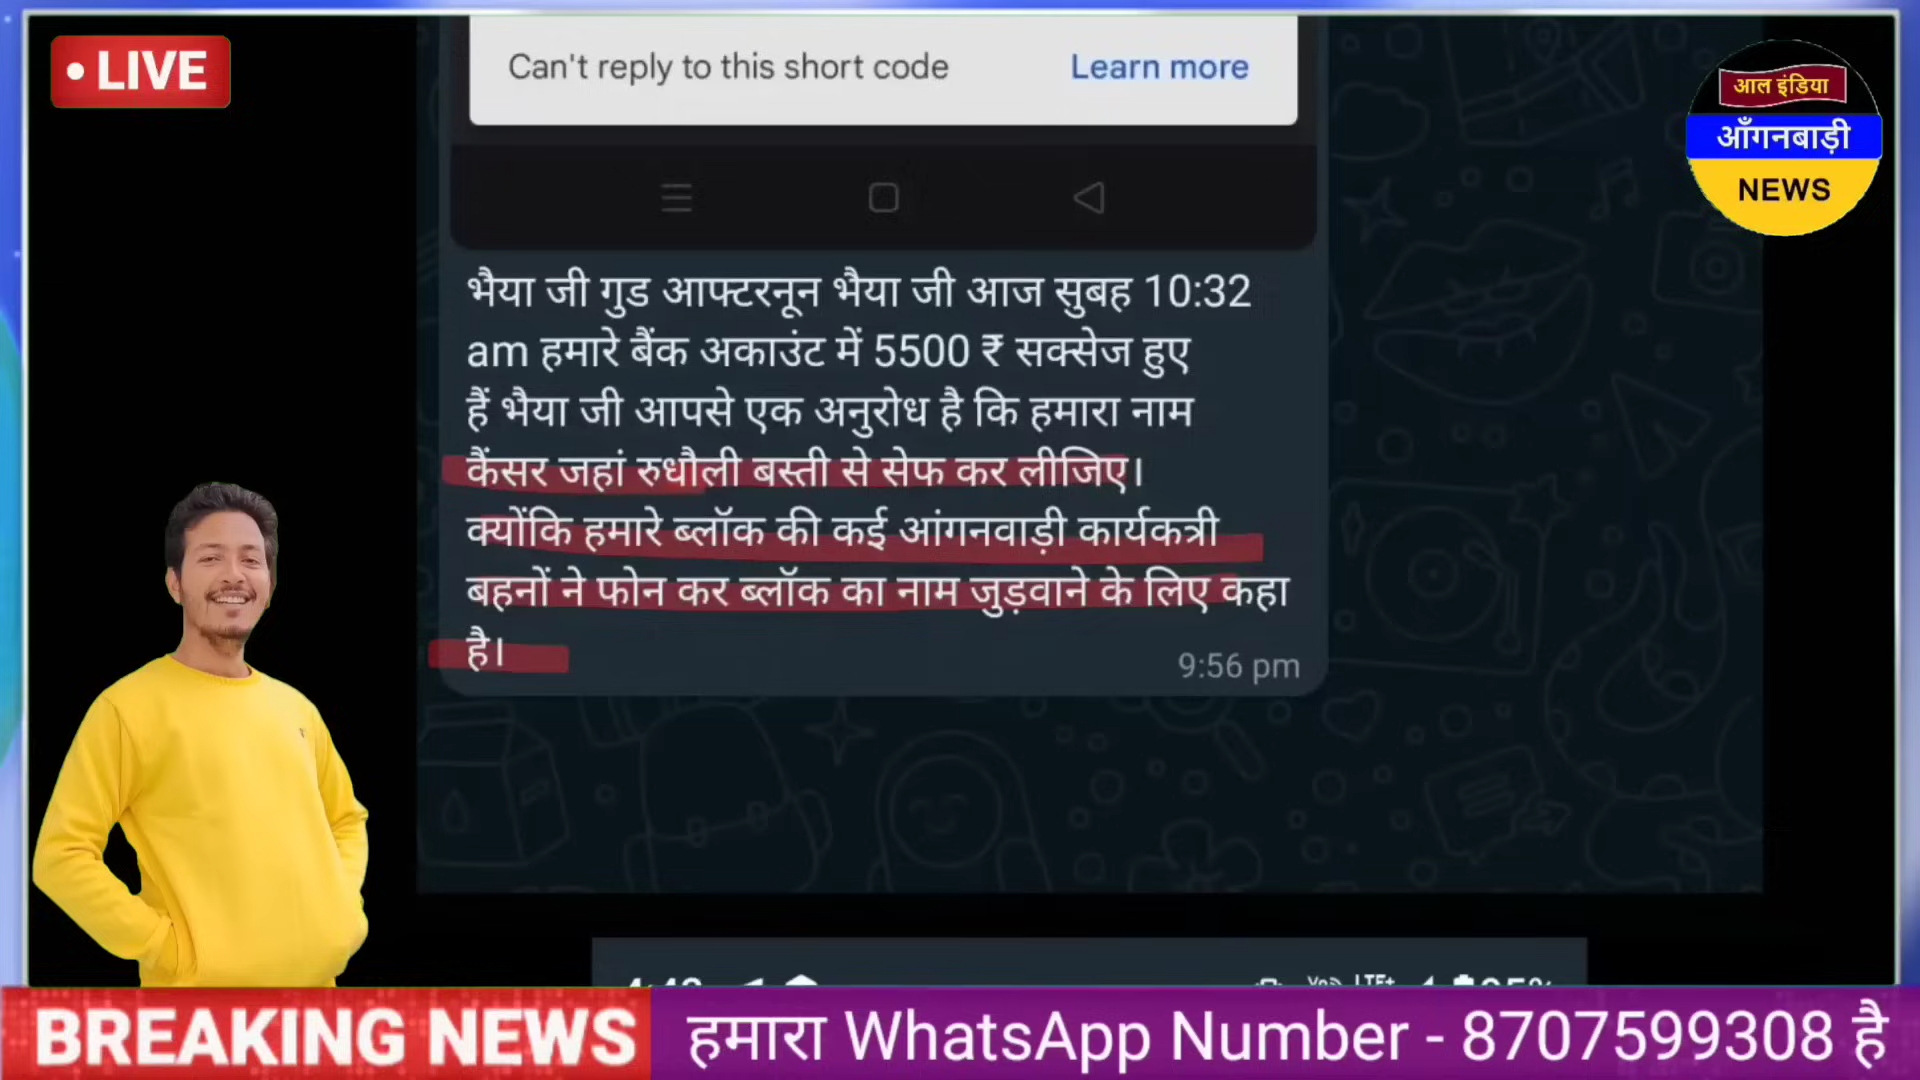 • LIVE
Can't reply to this short code Learn more
आल इंडिया
आँगनबाड़ी
NEWS
भैया जी गुड आफ्टरनून भैया जी आज सुबह 10:32
am हमारे बैंक अकाउंट में 5500 ₹ सक्सेज हुए
हैं भैया जी आपसे एक अनुरोध है कि हमारा नाम
कैंसर जहां रुधौली बस्ती से सेफ कर लीजिए।
क्योंकि हमारे ब्लॉक की कई आंगनवाड़ी कार्यकत्री
बहनों ने फोन कर ब्लॉक का नाम जुड़वाने के लिए कहा
है।
9:56 pm
BREAKING NEWS हमारा WhatsApp Number - 8707599308 है